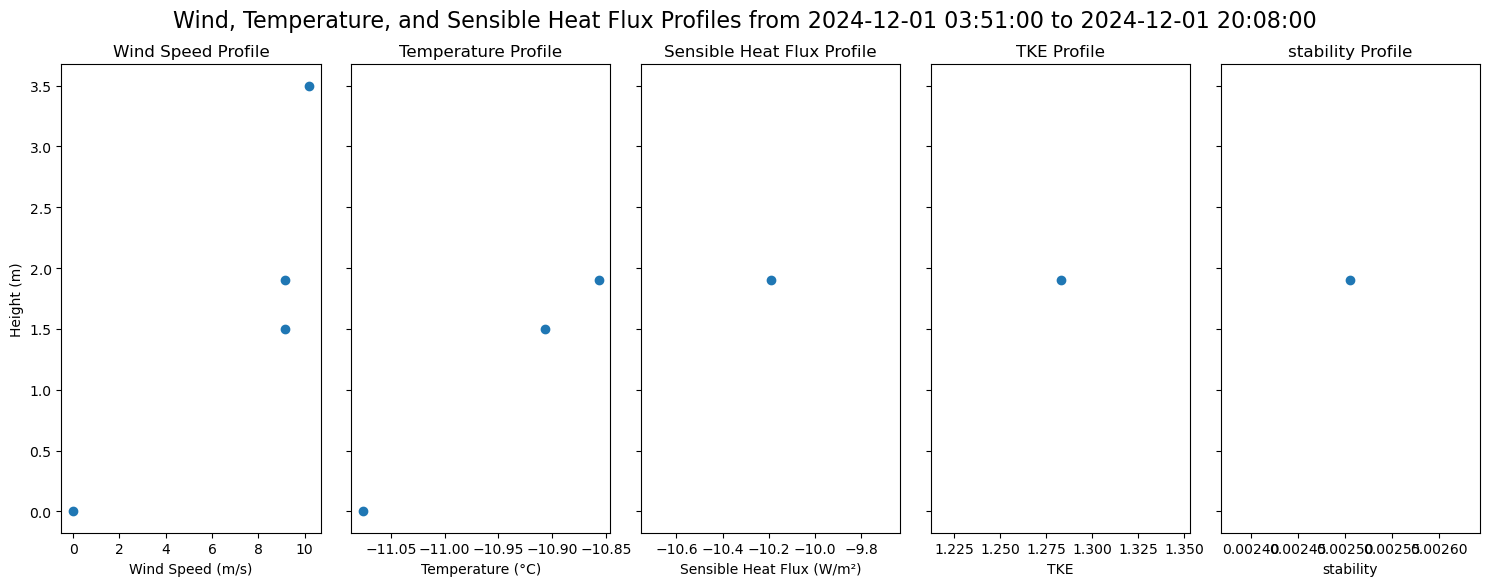 Wind, Temperature, and Sensible Heat Flux Profiles from 2024-12-01 03:51:00 to 2024-12-01 20:08:00
Wind Speed Profile
Temperature Profile
Sensible Heat Flux Profile
TKE Profile
stability Profile
3.5
3.0
2.5
2.0
1.5
1.0
0.5
0.0
Height (m)
0 2 4 6 8 10
−11.05 −11.00 −10.95 −10.90 −10.85
−10.6 −10.4 −10.2 −10.0 −9.8
1.225 1.250 1.275 1.300 1.325 1.350
0.00240 0.00245 0.00250 0.00255 0.00260
Wind Speed (m/s)
Temperature (°C)
Sensible Heat Flux (W/m²)
TKE
stability